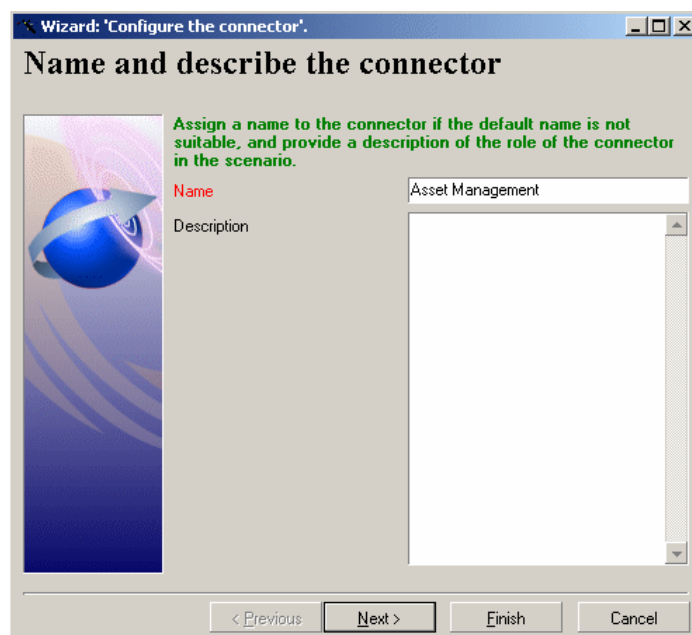 Wizard: 'Configure the connector'.
Name and describe the connector
Assign a name to the connector if the default name is not
suitable, and provide a description of the role of the connector
in the scenario.
Name
Asset Management
Description
< Previous
Next >
Finish
Cancel